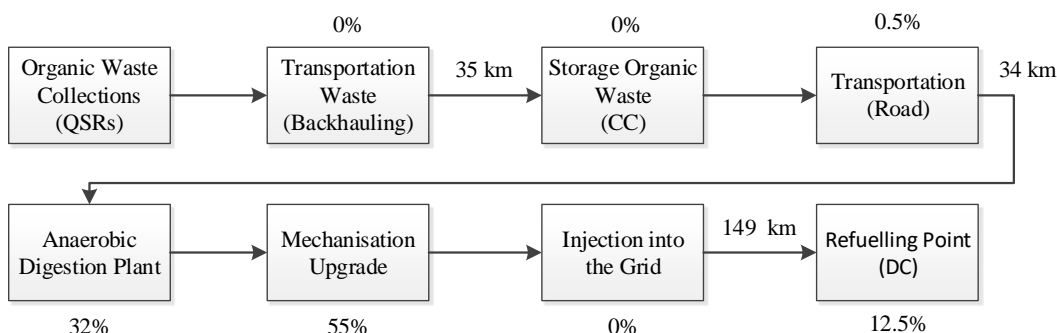 0%
0%
0.5%
Organic Waste
Collections
(QSRs)
Transportation
Waste
(Backhauling)
35 km
Storage Organic
Waste
(CC)
Transportation
(Road)
34 km
Anaerobic
Digestion Plant
Mechanisation
Upgrade
Injection into
the Grid
149 km
Refuelling Point
(DC)
32%
55%
0%
12.5%